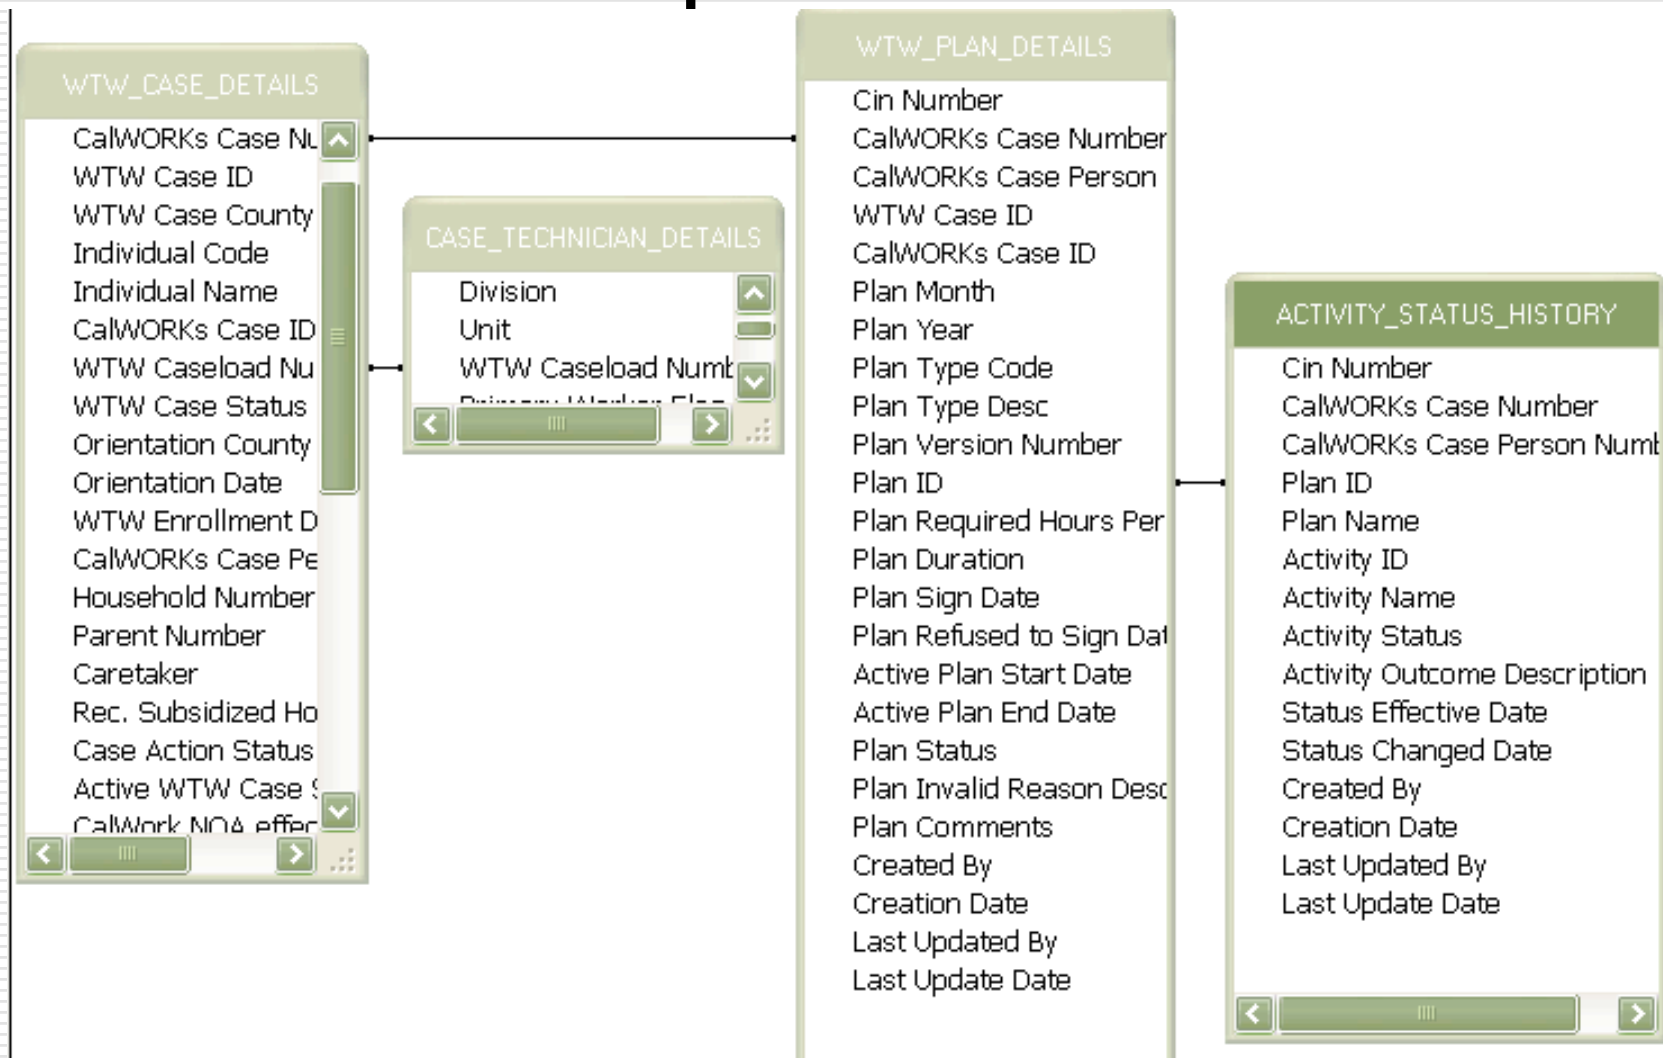 WTW_CASE_DETAILS
CalWORKs Case Nu
WTW Case ID
WTW Case County
Individual Code
Individual Name
CalWORKs Case ID
WTW Caseload Nu
WTW Case Status
Orientation County
Orientation Date
WTW Enrollment D
CalWORKs Case Pe
Household Number
Parent Number
Caretaker
Rec. Subsidized Ho
Case Action Status
Active WTW Case S
CalWork NOA effec
CASE_TECHNICIAN_DETAILS
Division
Unit
WTW Caseload Numb
Primary Worker Flag
WTW_PLAN_DETAILS
Cin Number
CalWORKs Case Number
CalWORKs Case Person
WTW Case ID
CalWORKs Case ID
Plan Month
Plan Year
Plan Type Code
Plan Type Desc
Plan Version Number
Plan ID
Plan Required Hours Per
Plan Duration
Plan Sign Date
Plan Refused to Sign Dat
Active Plan Start Date
Active Plan End Date
Plan Status
Plan Invalid Reason Desc
Plan Comments
Created By
Creation Date
Last Updated By
Last Update Date
ACTIVITY_STATUS_HISTORY
Cin Number
CalWORKs Case Number
CalWORKs Case Person Numb
Plan ID
Plan Name
Activity ID
Activity Name
Activity Status
Activity Outcome Description
Status Effective Date
Status Changed Date
Created By
Creation Date
Last Updated By
Last Update Date